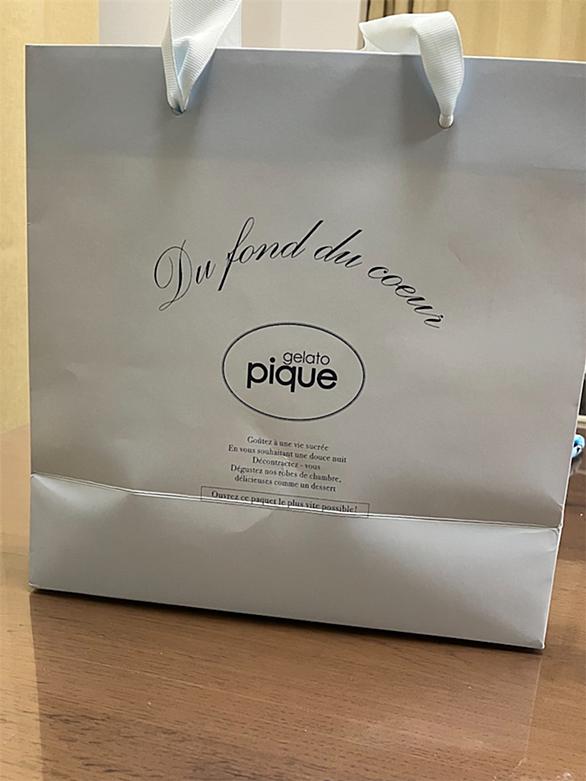 Du fond du coeur
gelato
pique
Goûtez à une vie sucrée
En vous souhaitant une douce nuit
Décontractez - vous
Dégustez nos robes de chambre,
délicieuses comme un dessert
Ouvrez ce paquet le plus vite possible!